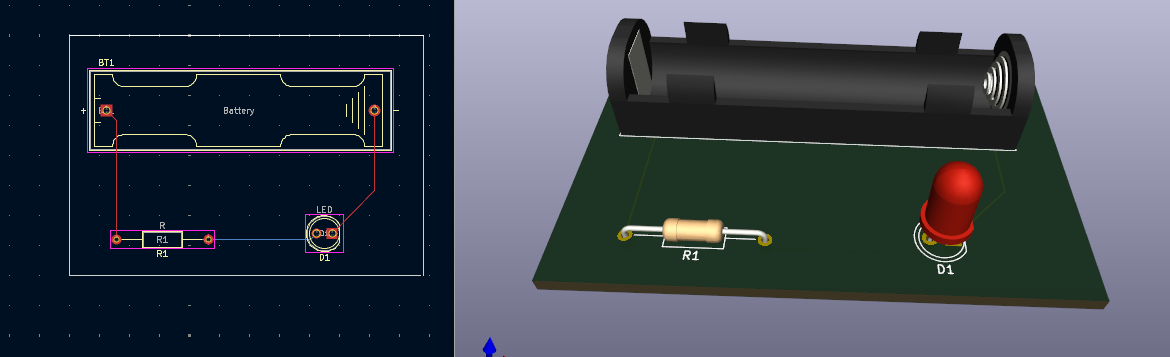 BT1
+ Battery -
LED
R
R1
R1
D1
R1
D1